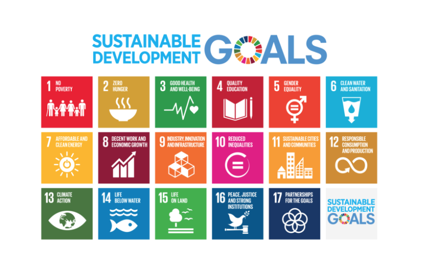 SUSTAINABLE
DEVELOPMENT
GOALS
1 NO
POVERTY
2 ZERO
HUNGER
3 GOOD HEALTH
AND WELL-BEING
4 QUALITY
EDUCATION
5 GENDER
EQUALITY
6 CLEAN WATER
AND SANITATION
7 AFFORDABLE AND
CLEAN ENERGY
8 DECENT WORK AND
ECONOMIC GROWTH
9 INDUSTRY, INNOVATION
AND INFRASTRUCTURE
10 REDUCED
INEQUALITIES
11 SUSTAINABLE CITIES
AND COMMUNITIES
12 RESPONSIBLE
CONSUMPTION
AND PRODUCTION
13 CLIMATE
ACTION
14 LIFE
BELOW WATER
15 LIFE
ON LAND
16 PEACE, JUSTICE
AND STRONG
INSTITUTIONS
17 PARTNERSHIPS
FOR THE GOALS
SUSTAINABLE
DEVELOPMENT
GOALS